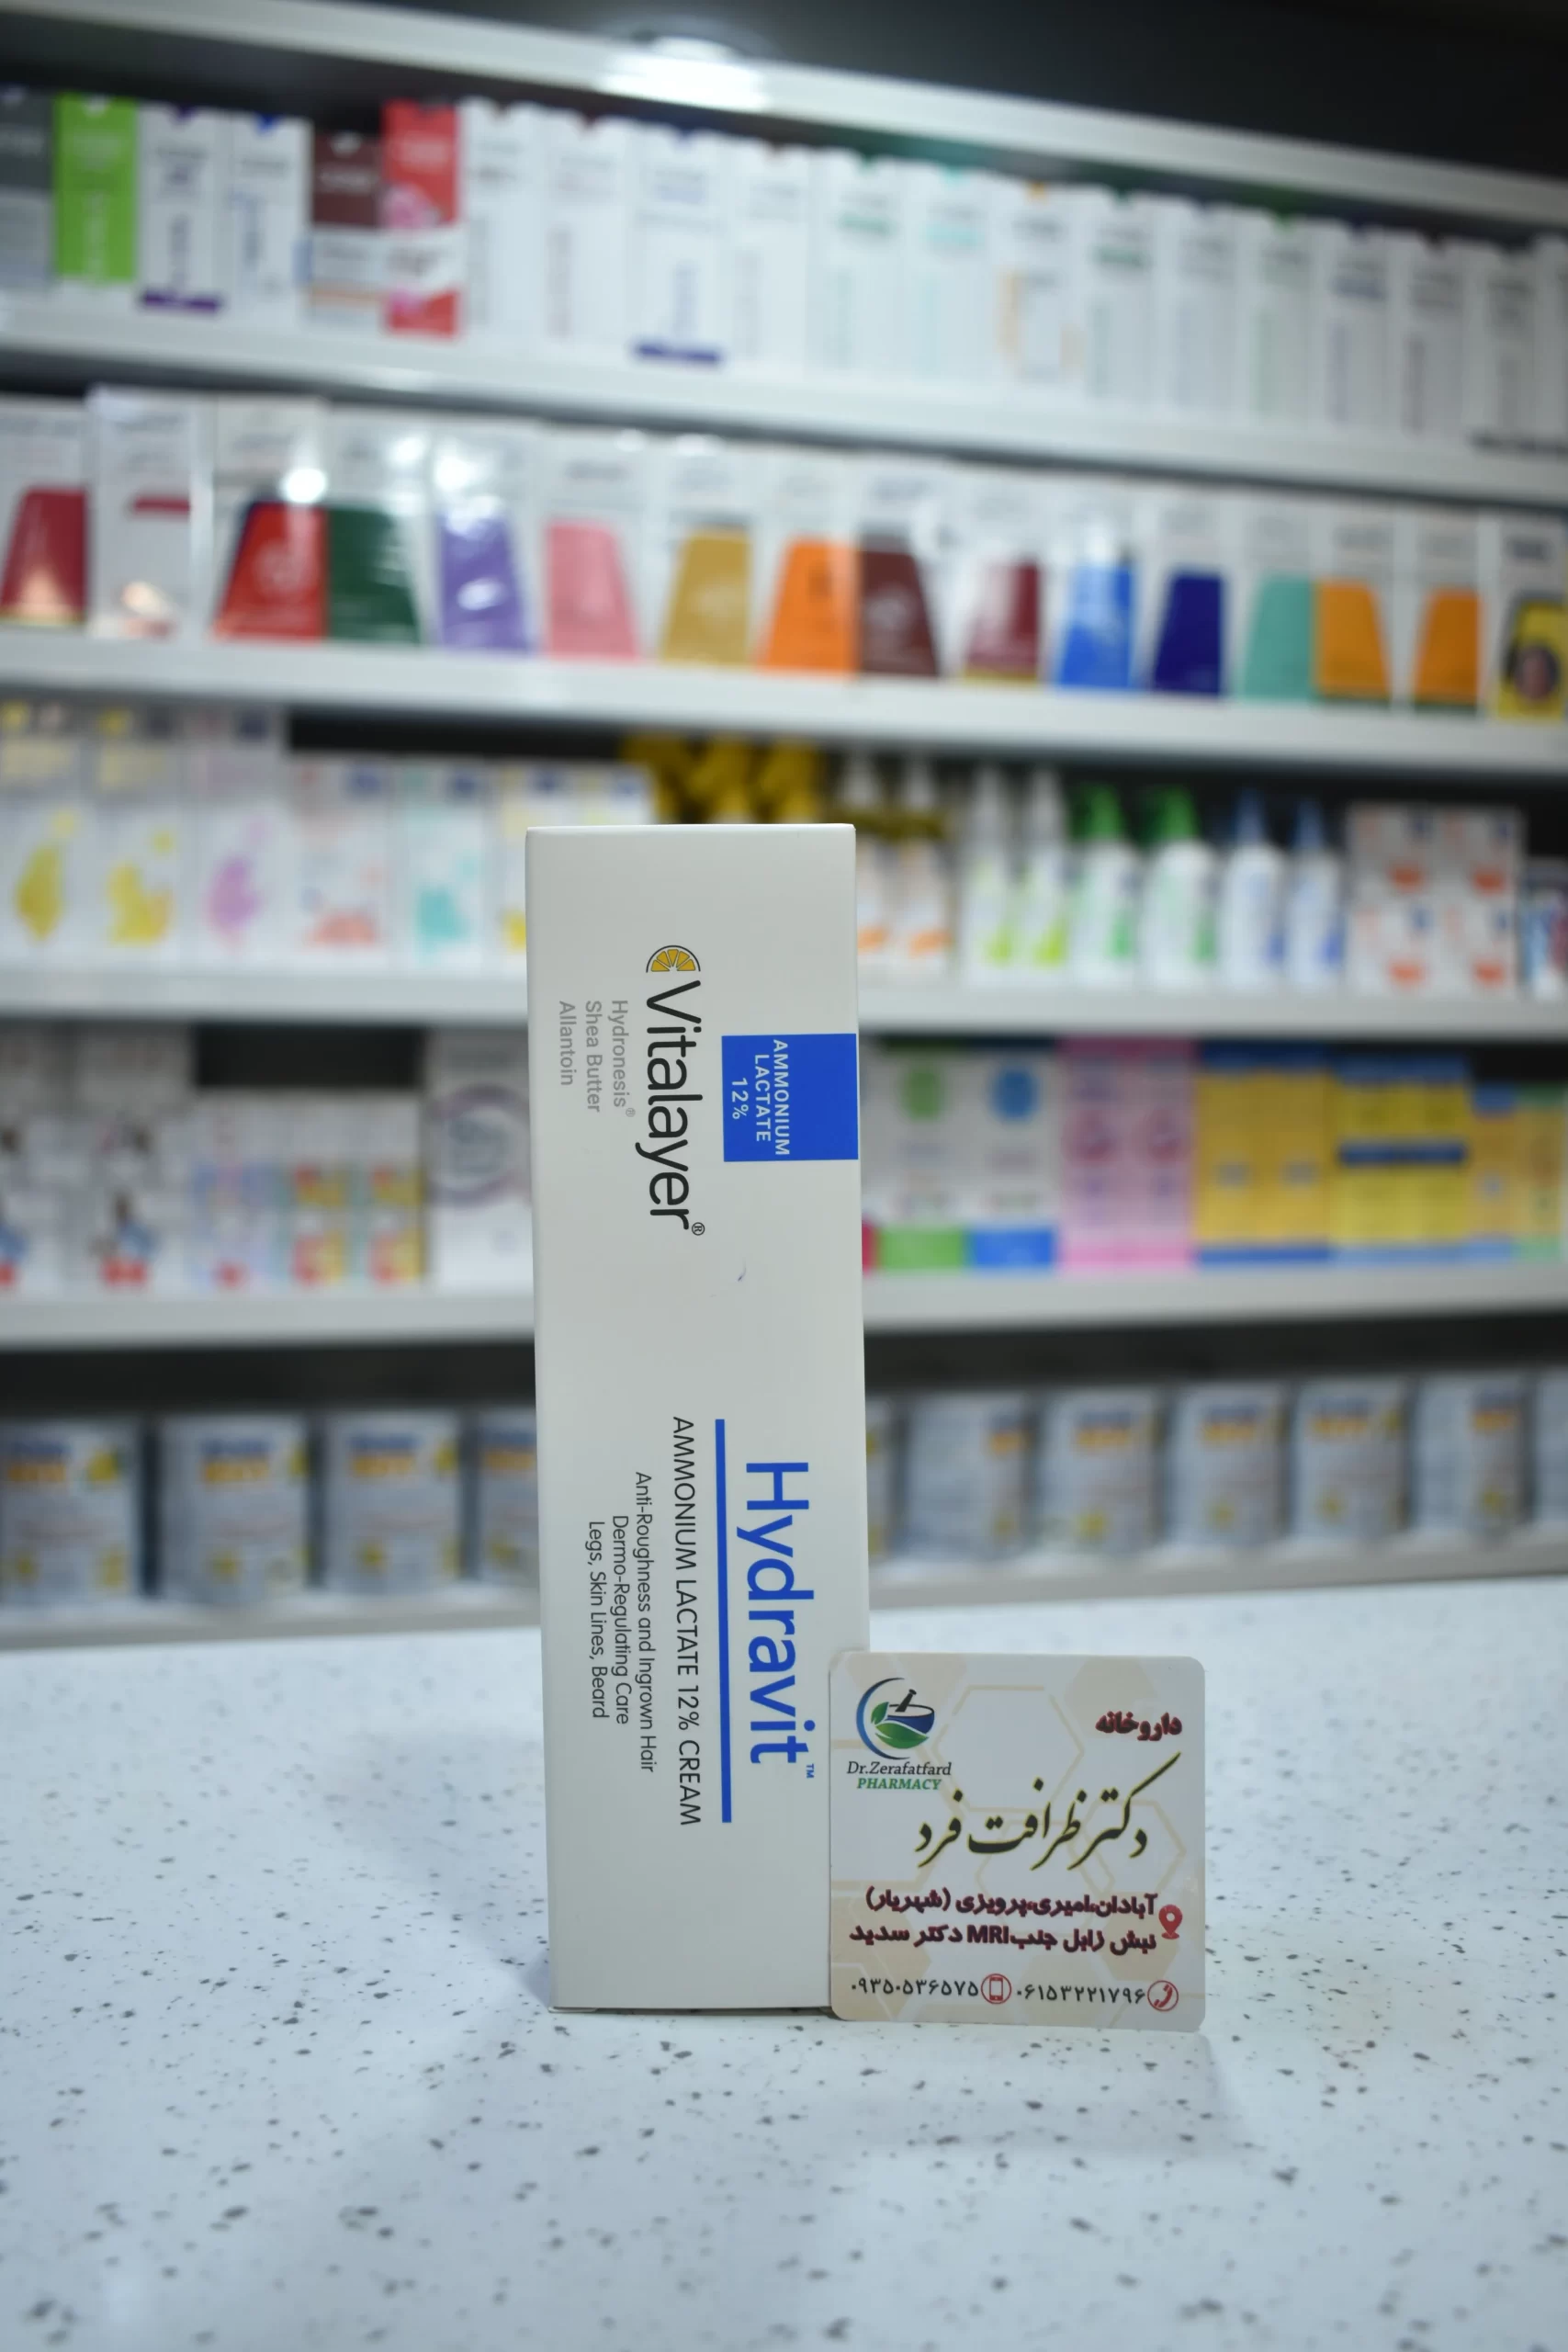 Vitalayer®
Hydronesis®
Shea Butter
Allantoin
AMMONIUM
LACTATE
12%
Hydravit™
AMMONIUM LACTATE 12% CREAM
Anti-Roughness and Ingrown Hair
Dermo-Regulating Care
Legs, Skin Lines, Beard
داروخانه
دکتر ظرافت فرد
Dr.Zerafatfard
PHARMACY
آبادان،امیری،پرویزی (شهریار)
نبش زابل جنب MRI دکتر سدید
۰۶۱۵۳۲۲۱۷۹۶
۰۹۳۵۰۵۳۶۵۷۵